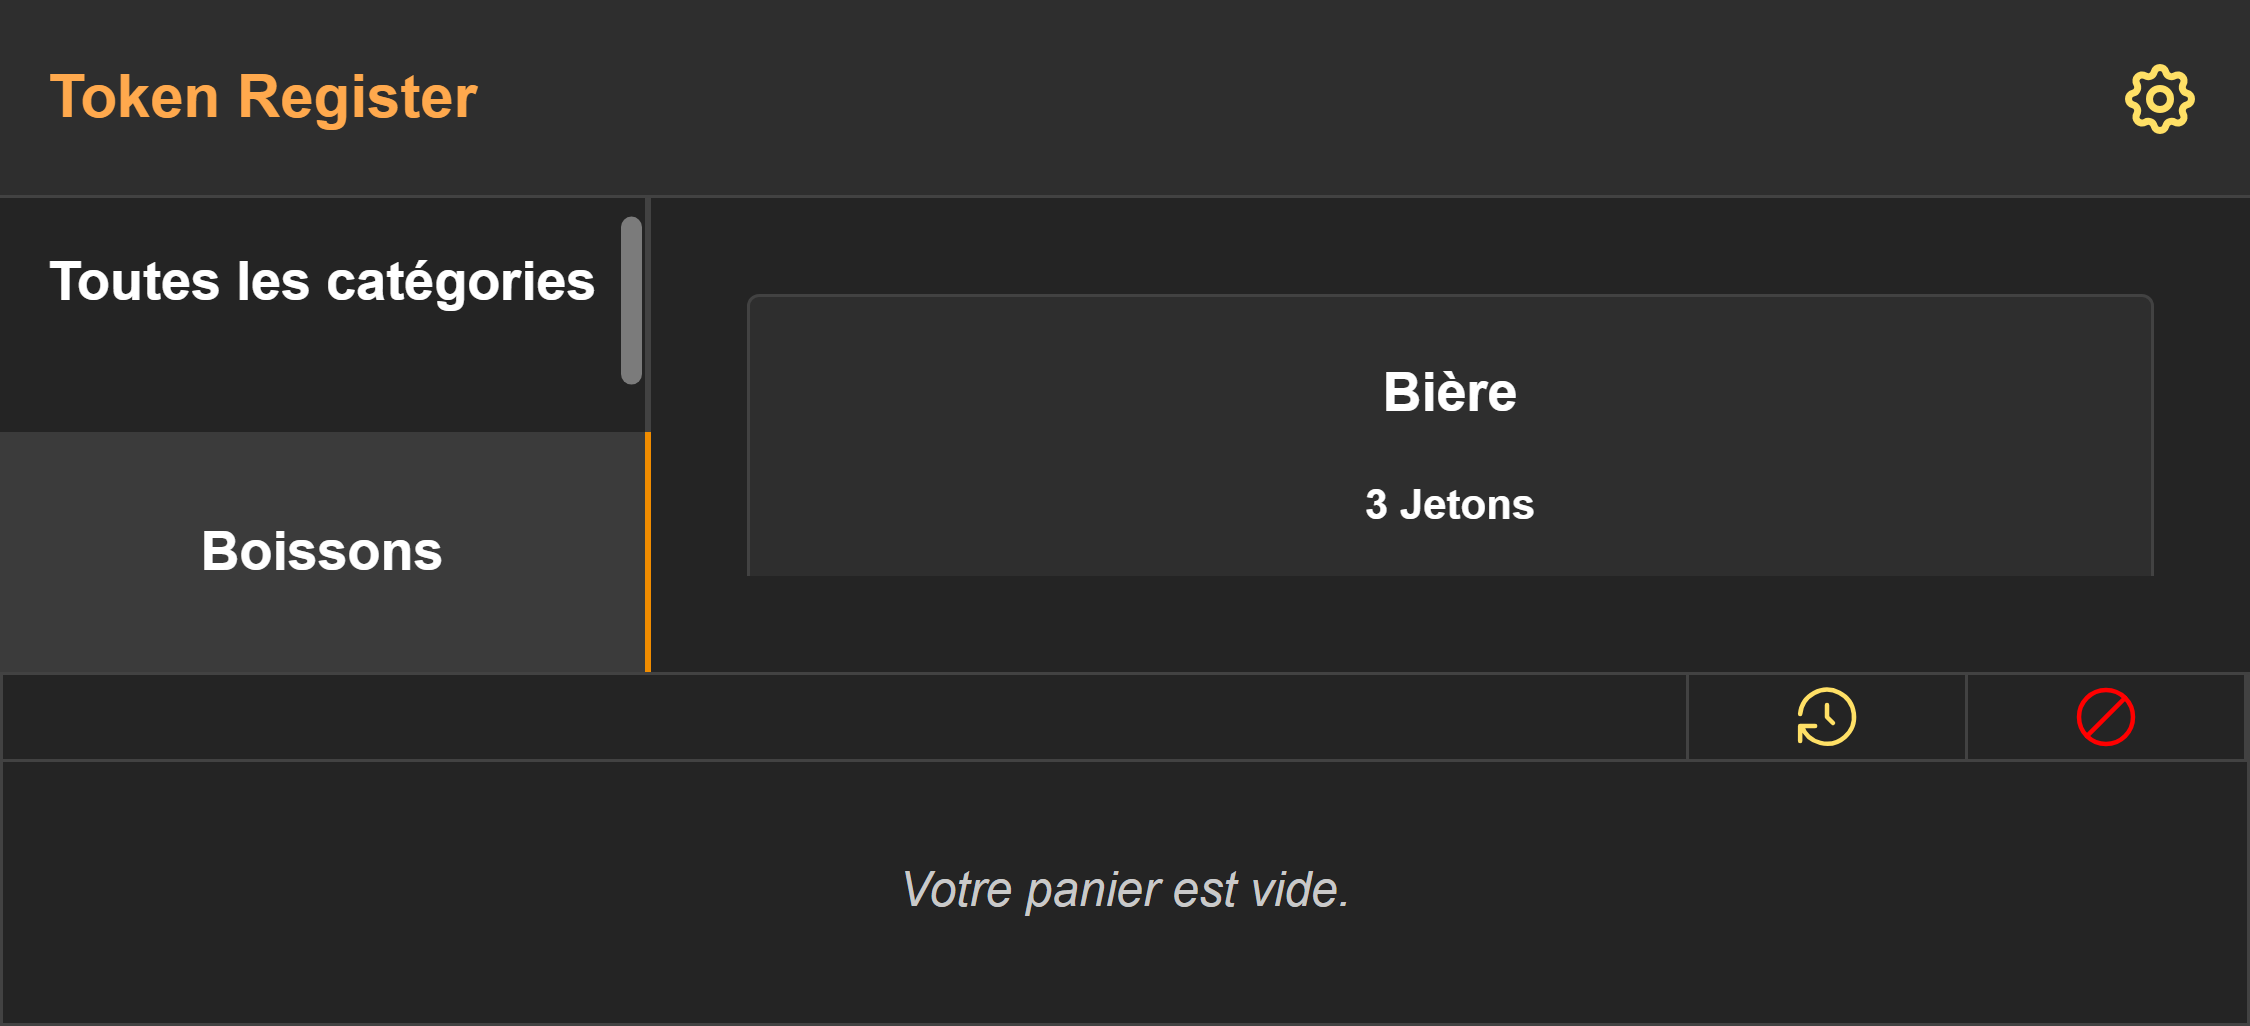 Token Register
Toutes les catégories
Boissons
Bière
3 Jetons
Votre panier est vide.